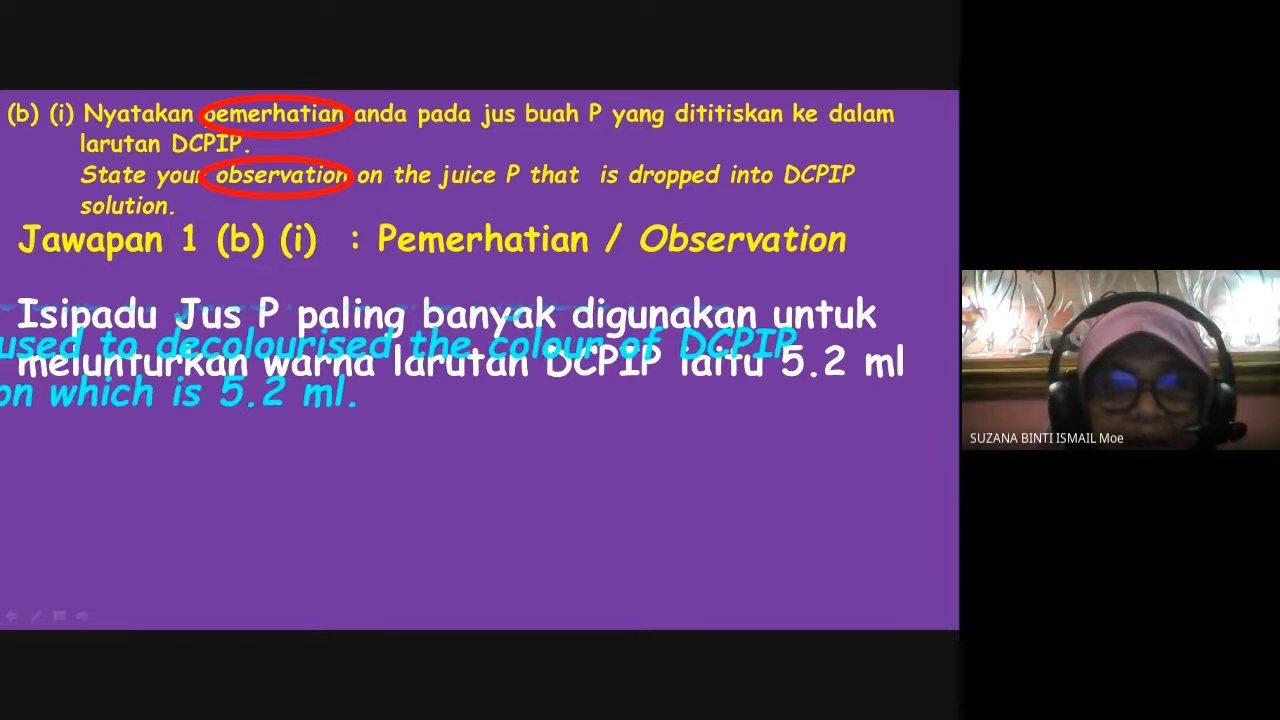 (b) (i) Nyatakan pemerhatian anda pada jus buah P yang dititiskan ke dalam
larutan DCPIP.
State your observation on the juice P that is dropped into DCPIP
solution.
Jawapan 1 (b) (i) : Pemerhatian / Observation
Isipadu Jus P paling banyak digunakan untuk
used to decolourised the colour of DCPIP
melunturkan warna larutan DCPIP iaitu 5.2 ml
on which is 5.2 ml.
SUZANA BINTI ISMAIL Moe